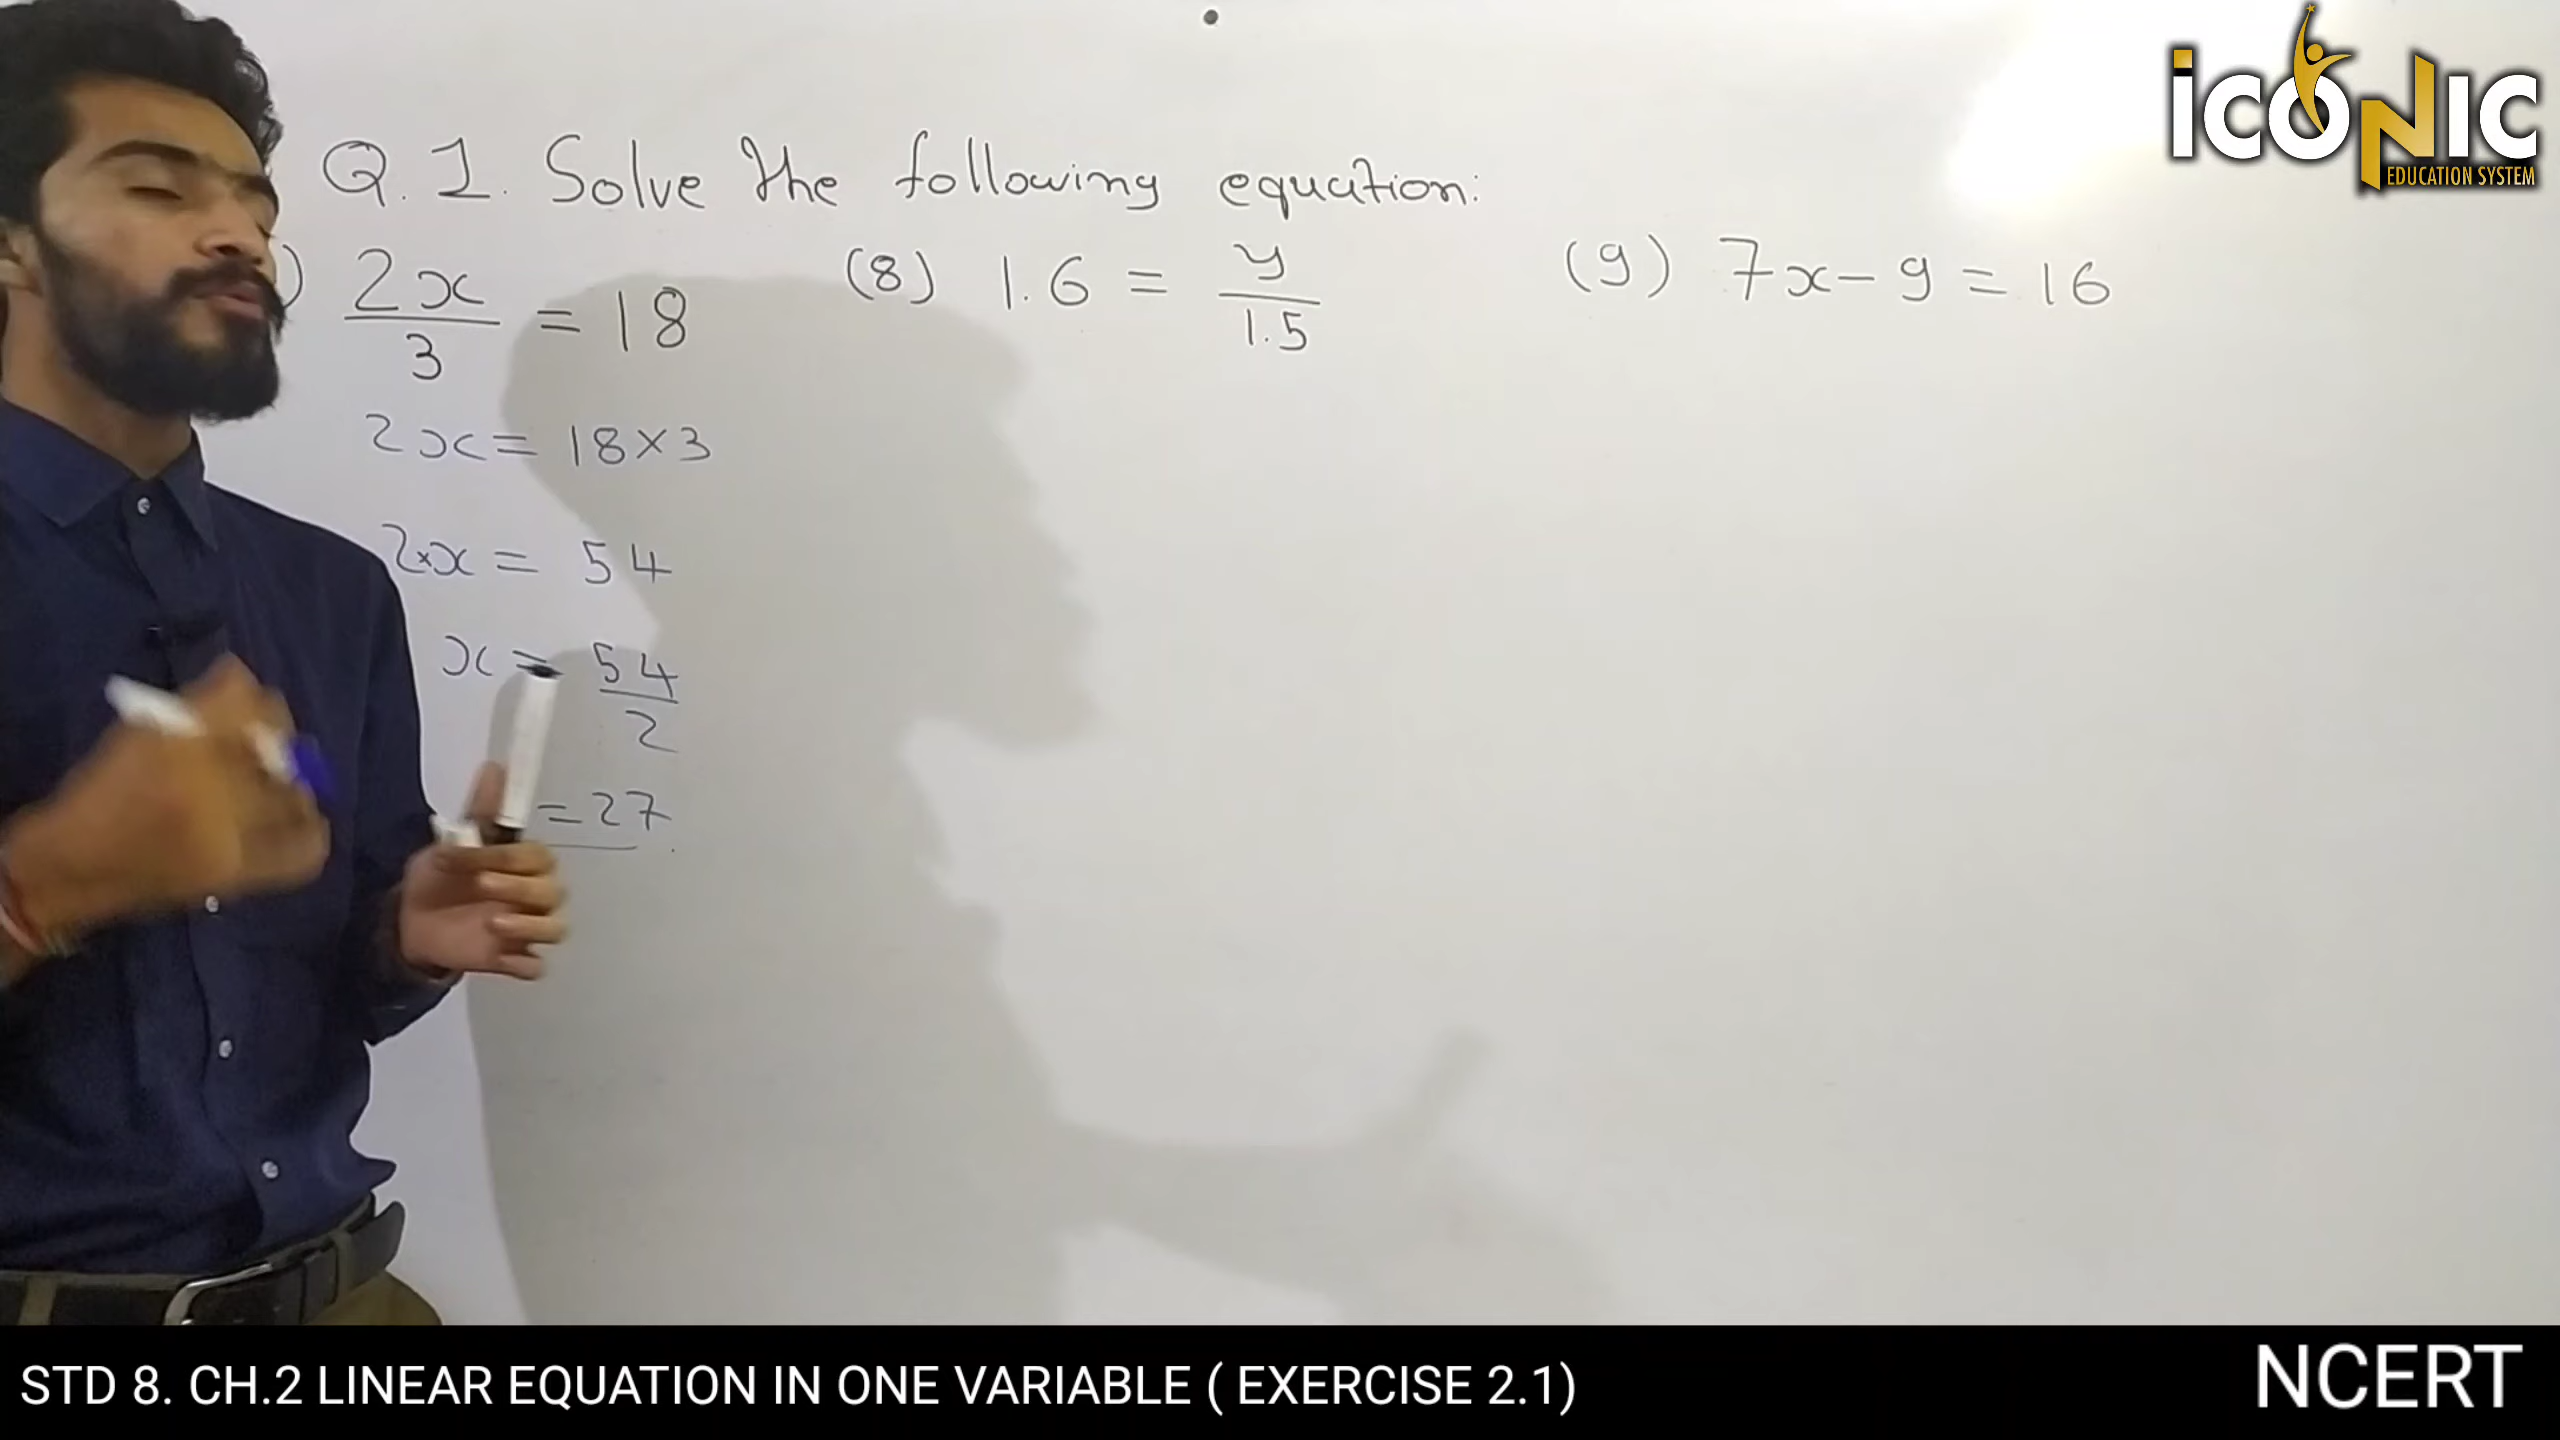 iCONIC
EDUCATION SYSTEM
Q.1. Solve the following equation:
) 2x/3 = 18
2x = 18×3
2×x = 54
x = 54/2
= 27
(8) 1.6 = y/1.5
(9) 7x - 9 = 16
STD 8. CH.2 LINEAR EQUATION IN ONE VARIABLE ( EXERCISE 2.1)
NCERT